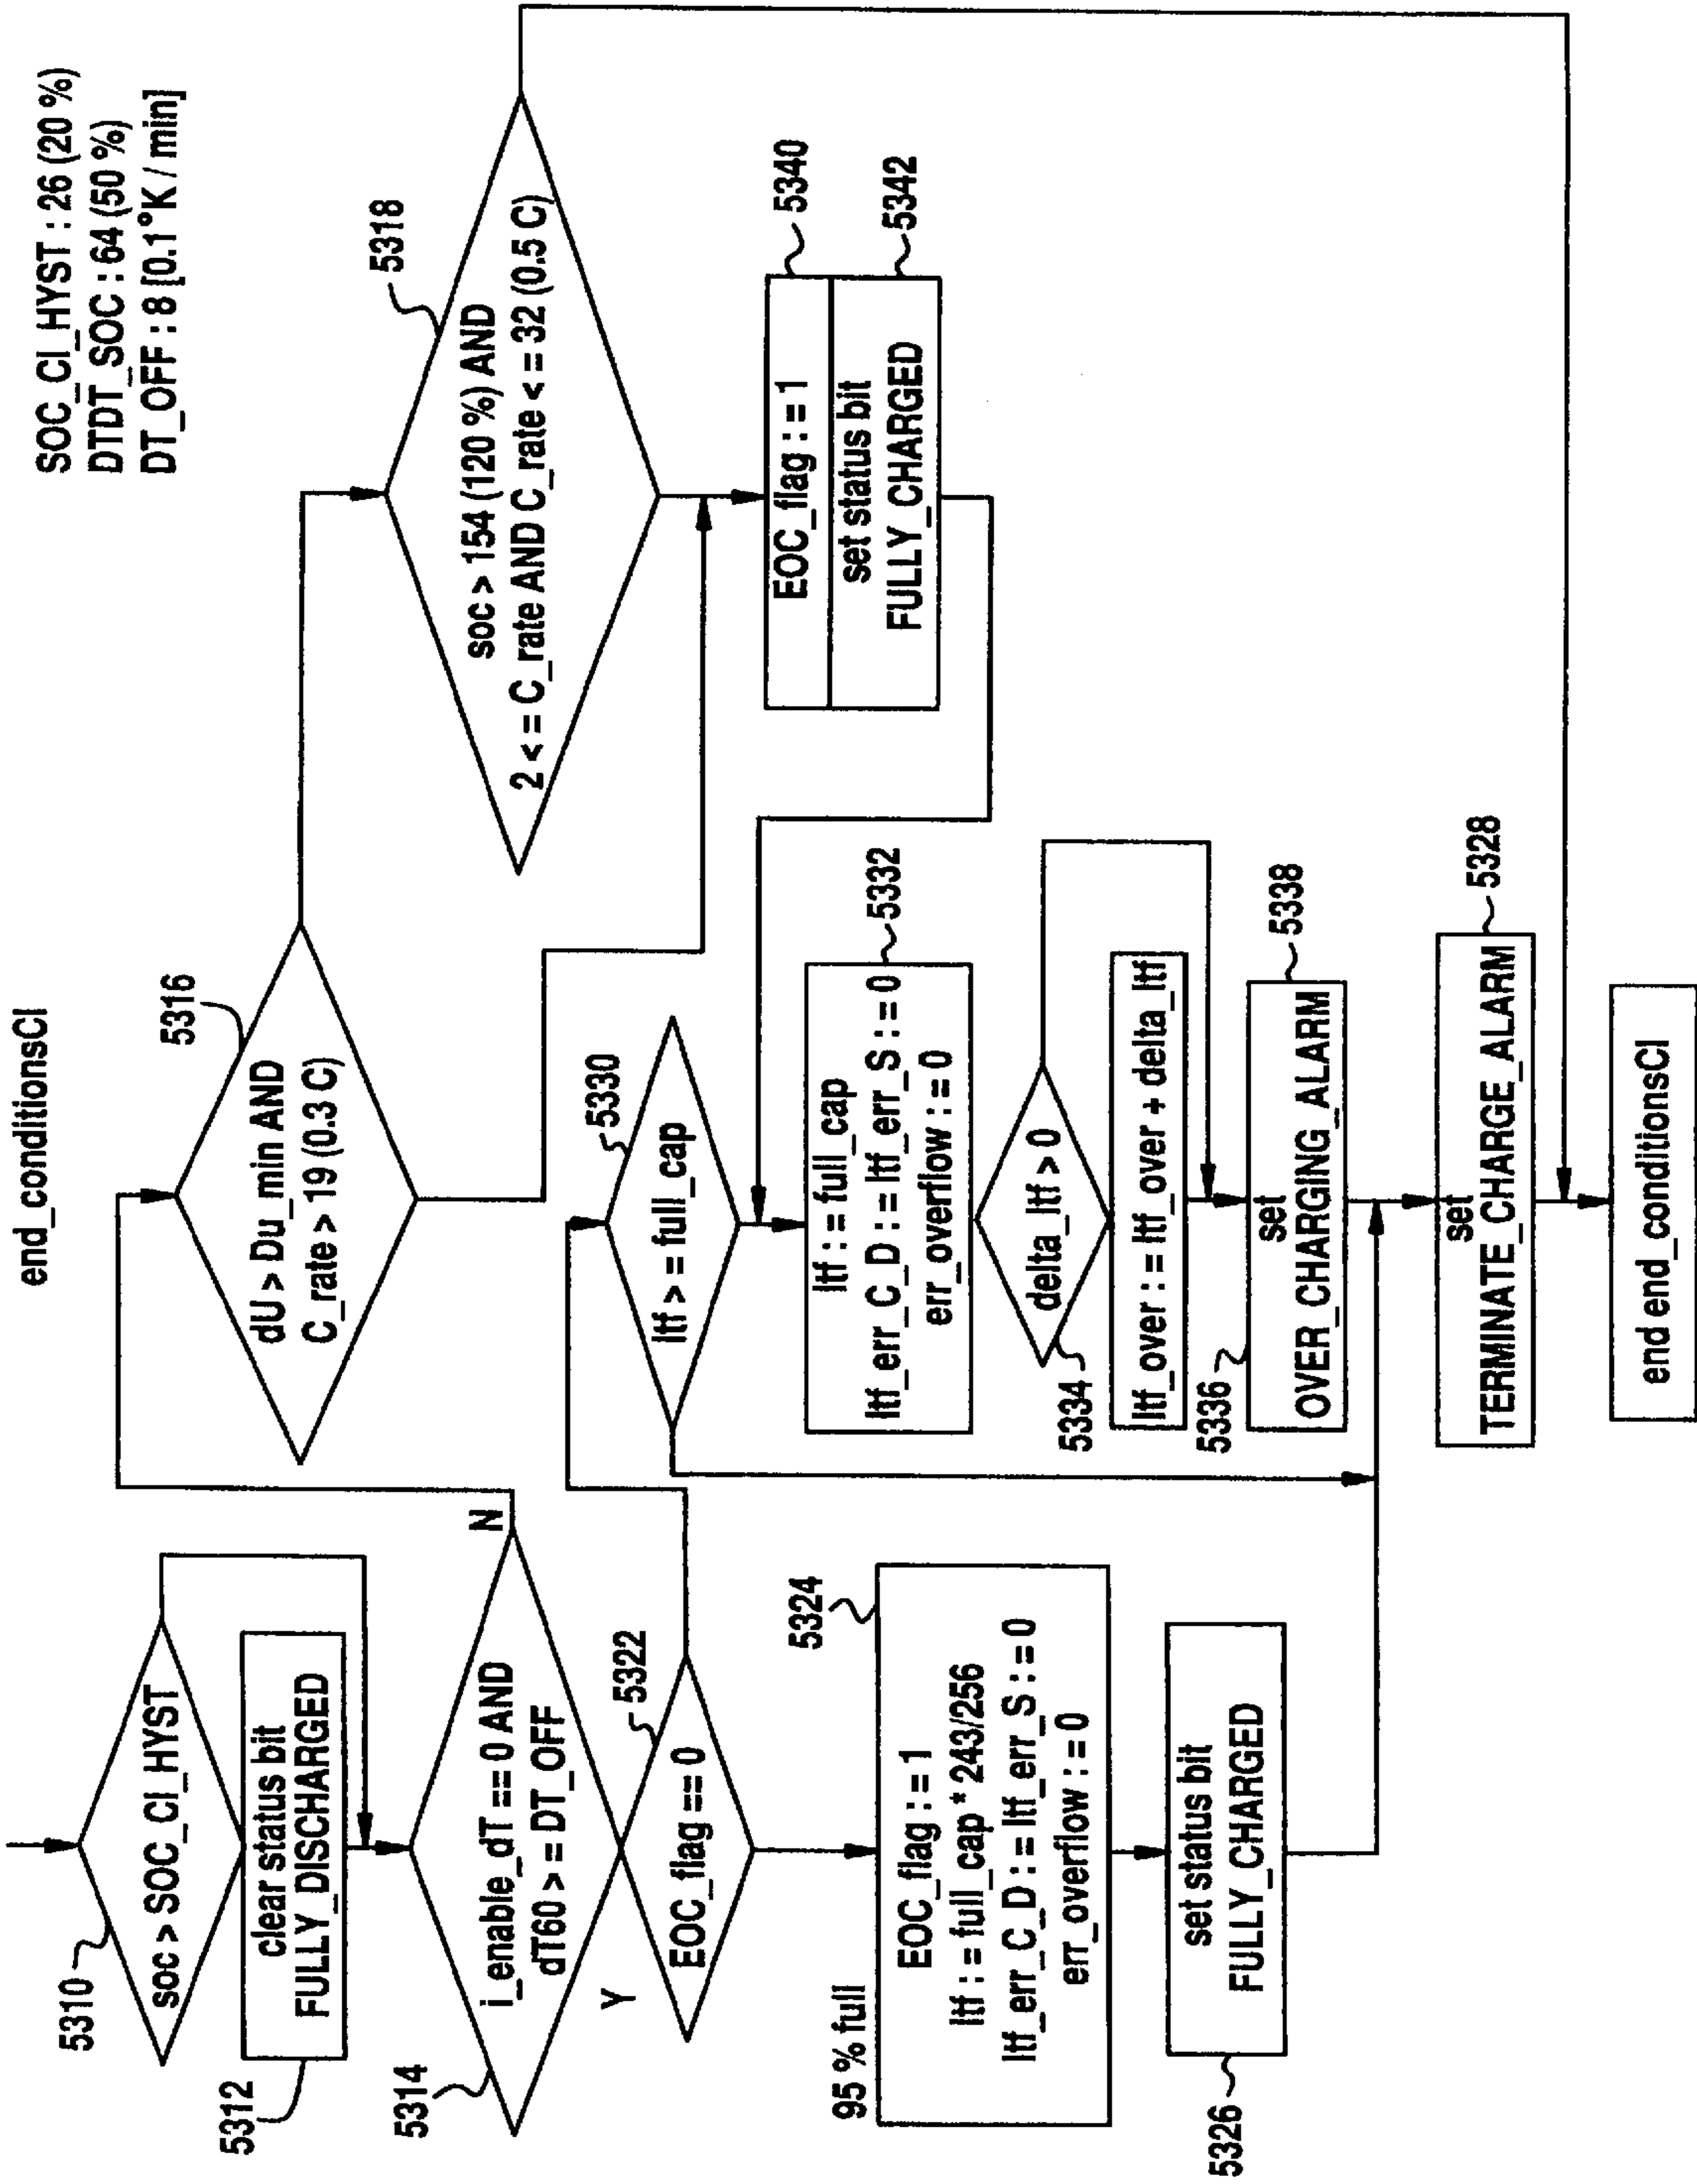 end_conditionsCI
SOC_CI_HYST : 26 (20 %)
DTDT_SOC : 64 (50 %)
DT_OFF : 8 [0.1°K / min]
5310
soc > SOC_CI_HYST
5312
clear status bit
FULLY_DISCHARGED
5314
i_enable_dT == 0 AND
dT60 > = DT_OFF
N
Y
5316
dU > Du_min AND
C_rate > 19 (0.3 C)
5318
soc > 154 (120 %) AND
2 < = C_rate AND C_rate < = 32 (0.5 C)
5322
EOC_flag == 0
5330
ltf > = full_cap
EOC_flag : = 1
5340
set status bit
FULLY_CHARGED
5342
95 % full
5324
EOC_flag : = 1
ltf : = full_cap * 243/256
ltf_err_C_D : = ltf_err_S : = 0
err_overflow : = 0
5332
ltf : = full_cap
ltf_err_C_D : = ltf_err_S : = 0
err_overflow : = 0
5334
delta_ltf > 0
ltf_over : = ltf_over + delta_ltf
5336
5338
set
OVER_CHARGING_ALARM
5326
set status bit
FULLY_CHARGED
5328
set
TERMINATE_CHARGE_ALARM
end end_conditionsCI